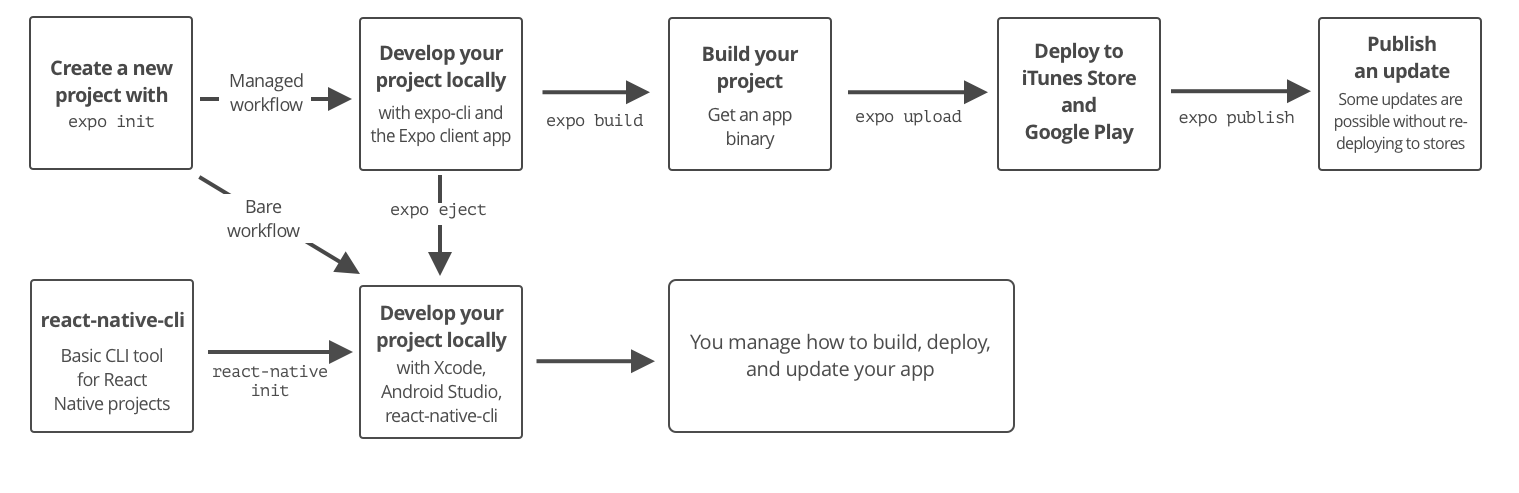 Create a new
project with
expo init
Managed
workflow
Develop your
project locally
with expo-cli and
the Expo client app
expo build
Build your
project
Get an app
binary
expo upload
Deploy to
iTunes Store
and
Google Play
expo publish
Publish
an update
Some updates are
possible without re-
deploying to stores
Bare
workflow
expo eject
react-native-cli
Basic CLI tool
for React
Native projects
react-native
init
Develop your
project locally
with Xcode,
Android Studio,
react-native-cli
You manage how to build, deploy,
and update your app